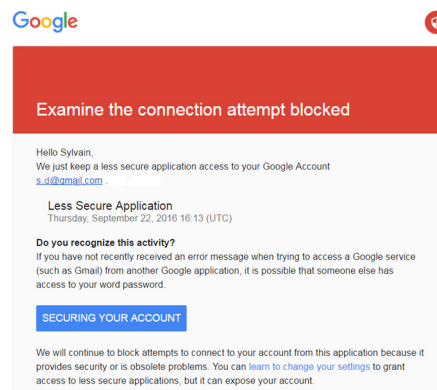 Google
Examine the connection attempt blocked
Hello Sylvain,
We just keep a less secure application access to your Google Account
s.d@gmail.com .
Less Secure Application
Thursday, September 22, 2016 16:13 (UTC)
Do you recognize this activity?
If you have not recently received an error message when trying to access a Google service
(such as Gmail) from another Google application, it is possible that someone else has
access to your word password.
SECURING YOUR ACCOUNT
We will continue to block attempts to connect to your account from this application because it
provides security or is obsolete problems. You can learn to change your settings to grant
access to less secure applications, but it can expose your account.